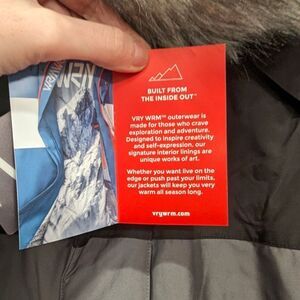 BUILT FROM
THE INSIDE OUT™
VRY WRM™ outerwear is
made for those who crave
exploration and adventure.
Designed to inspire creativity
and self-expression, our
signature interior linings are
unique works of art.
Whether you want live on the
edge or push past your limits,
our jackets will keep you very
warm all season long.
vrywrm.com
VRY
WRM